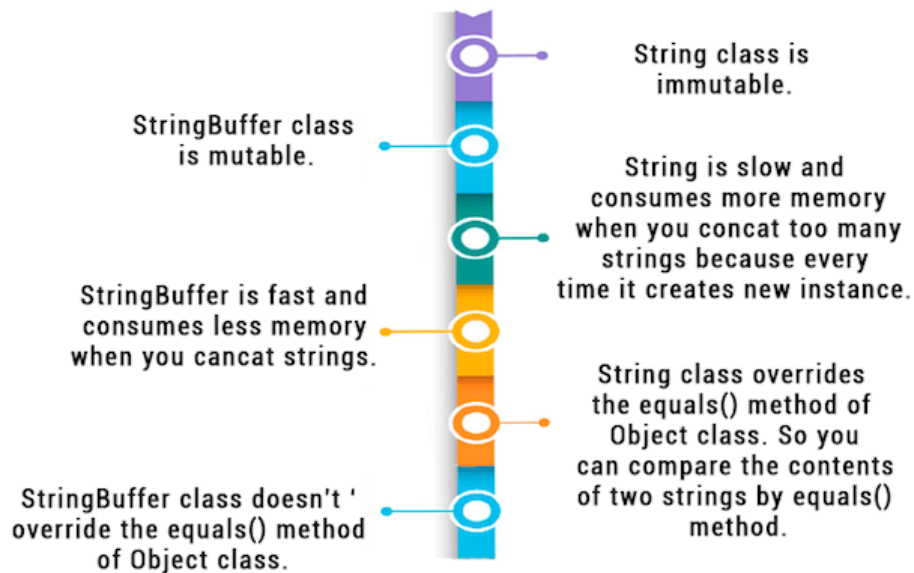 String class is
immutable.
StringBuffer class
is mutable.
String is slow and
consumes more memory
when you concat too many
strings because every
time it creates new instance.
StringBuffer is fast and
consumes less memory
when you cancat strings.
String class overrides
the equals() method of
Object class. So you
can compare the contents
of two strings by equals()
method.
StringBuffer class doesn't ‘
override the equals() method
of Object class.